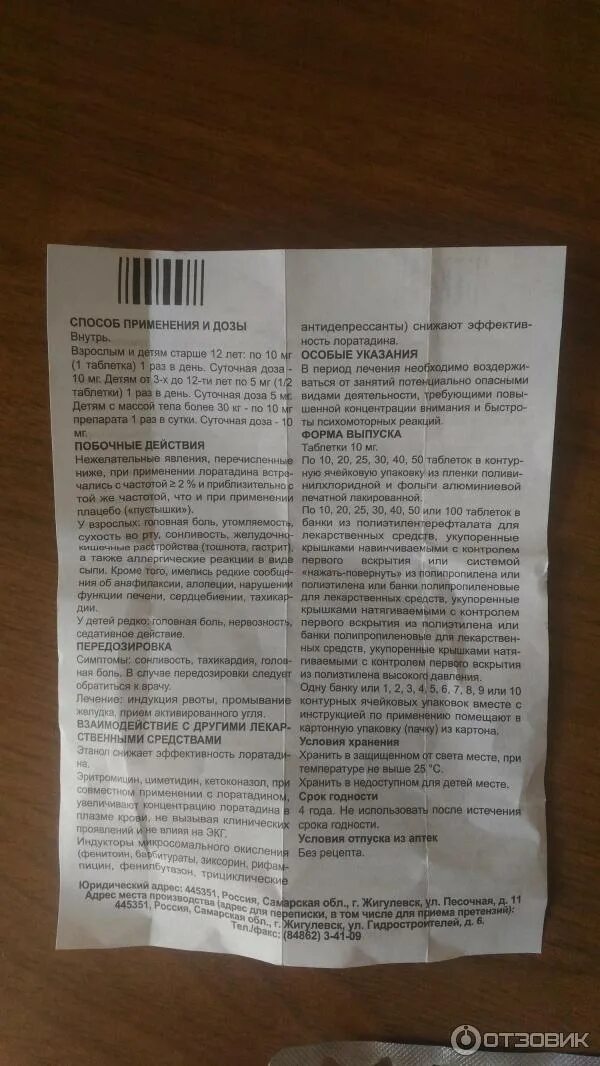 СПОСОБ ПРИМЕНЕНИЯ И ДОЗЫ
Внутрь.
Взрослым и детям старше 12 лет: по 10 мг
(1 таблетка) 1 раз в день. Суточная доза -
10 мг. Детям от 3-х до 12-ти лет по 5 мг (1/2
таблетки) 1 раз в день. Суточная доза 5 мг.
Детям с массой тела более 30 кг - по 10 мг
препарата 1 раз в сутки. Суточная доза - 10
мг.
ПОБОЧНЫЕ ДЕЙСТВИЯ
Нежелательные явления, перечисленные
ниже, при применении лоратадина встре-
чались с частотой ≥ 2 % и приблизительно с
той же частотой, что и при применении
плацебо («пустышки»).
У взрослых: головная боль, утомляемость,
сухость во рту, сонливость, желудочно-
кишечные расстройства (тошнота, гастрит),
а также аллергические реакции в виде
сыпи. Кроме того, имелись редкие сообще-
ния об анафилаксии, алопеции, нарушении
функции печени, сердцебиении, тахикар-
дии.
У детей редко: головная боль, нервозность,
седативное действие.
ПЕРЕДОЗИРОВКА
Симптомы: сонливость, тахикардия, голов-
ная боль. В случае передозировки следует
обратиться к врачу.
Лечение: индукция рвоты, промывание
желудка, прием активированного угля.
ВЗАИМОДЕЙСТВИЕ С ДРУГИМИ ЛЕКАР-
СТВЕННЫМИ СРЕДСТВАМИ
Этанол снижает эффективность лоратади-
на.
Эритромицин, циметидин, кетоконазол, при
совместном применении с лоратадином,
увеличивают концентрацию лоратадина в
плазме крови, не вызывая клинических
проявлений и не влияя на ЭКГ.
Индукторы микросомального окисления
(фенитоин, барбитураты, зиксорин, рифам-
пицин, фенилбутазон, трициклические
антидепрессанты) снижают эффектив-
ность лоратадина.
ОСОБЫЕ УКАЗАНИЯ
В период лечения необходимо воздержи-
ваться от занятий потенциально опасными
видами деятельности, требующими повы-
шенной концентрации внимания и быстро-
ты психомоторных реакций.
ФОРМА ВЫПУСКА
Таблетки 10 мг.
По 10, 20, 25, 30, 40, 50 таблеток в контур-
ную ячейковую упаковку из пленки поливи-
нилхлоридной и фольги алюминиевой
печатной лакированной.
По 10, 20, 25, 30, 40, 50 или 100 таблеток в
банки из полиэтилентерефталата для
лекарственных средств, укупоренные
крышками навинчиваемыми с контролем
первого вскрытия или системой
«нажать-повернуть» из полипропилена или
полиэтилена или банки полипропиленовые
для лекарственных средств, укупоренные
крышками натягиваемыми с контролем
первого вскрытия из полиэтилена или
банки полипропиленовые для лекарствен-
ных средств, укупоренные крышками натя-
гиваемыми с контролем первого вскрытия
из полиэтилена высокого давления.
Одну банку или 1, 2, 3, 4, 5, 6, 7, 8, 9 или 10
контурных ячейковых упаковок вместе с
инструкцией по применению помещают в
картонную упаковку (пачку) из картона.
Условия хранения
Хранить в защищенном от света месте, при
температуре не выше 25 °С.
Хранить в недоступном для детей месте.
Срок годности
4 года. Не использовать после истечения
срока годности.
Условия отпуска из аптек
Без рецепта.
Юридический адрес: 445351, Россия, Самарская обл., г. Жигулевск, ул. Песочная, д. 11
Адрес места производства (адрес для переписки, в том числе для приема претензий):
445351, Россия, Самарская обл., г. Жигулевск, ул. Гидростроителей, д. 6.
Тел./факс: (84862) 3-41-09
ОТЗОВИК